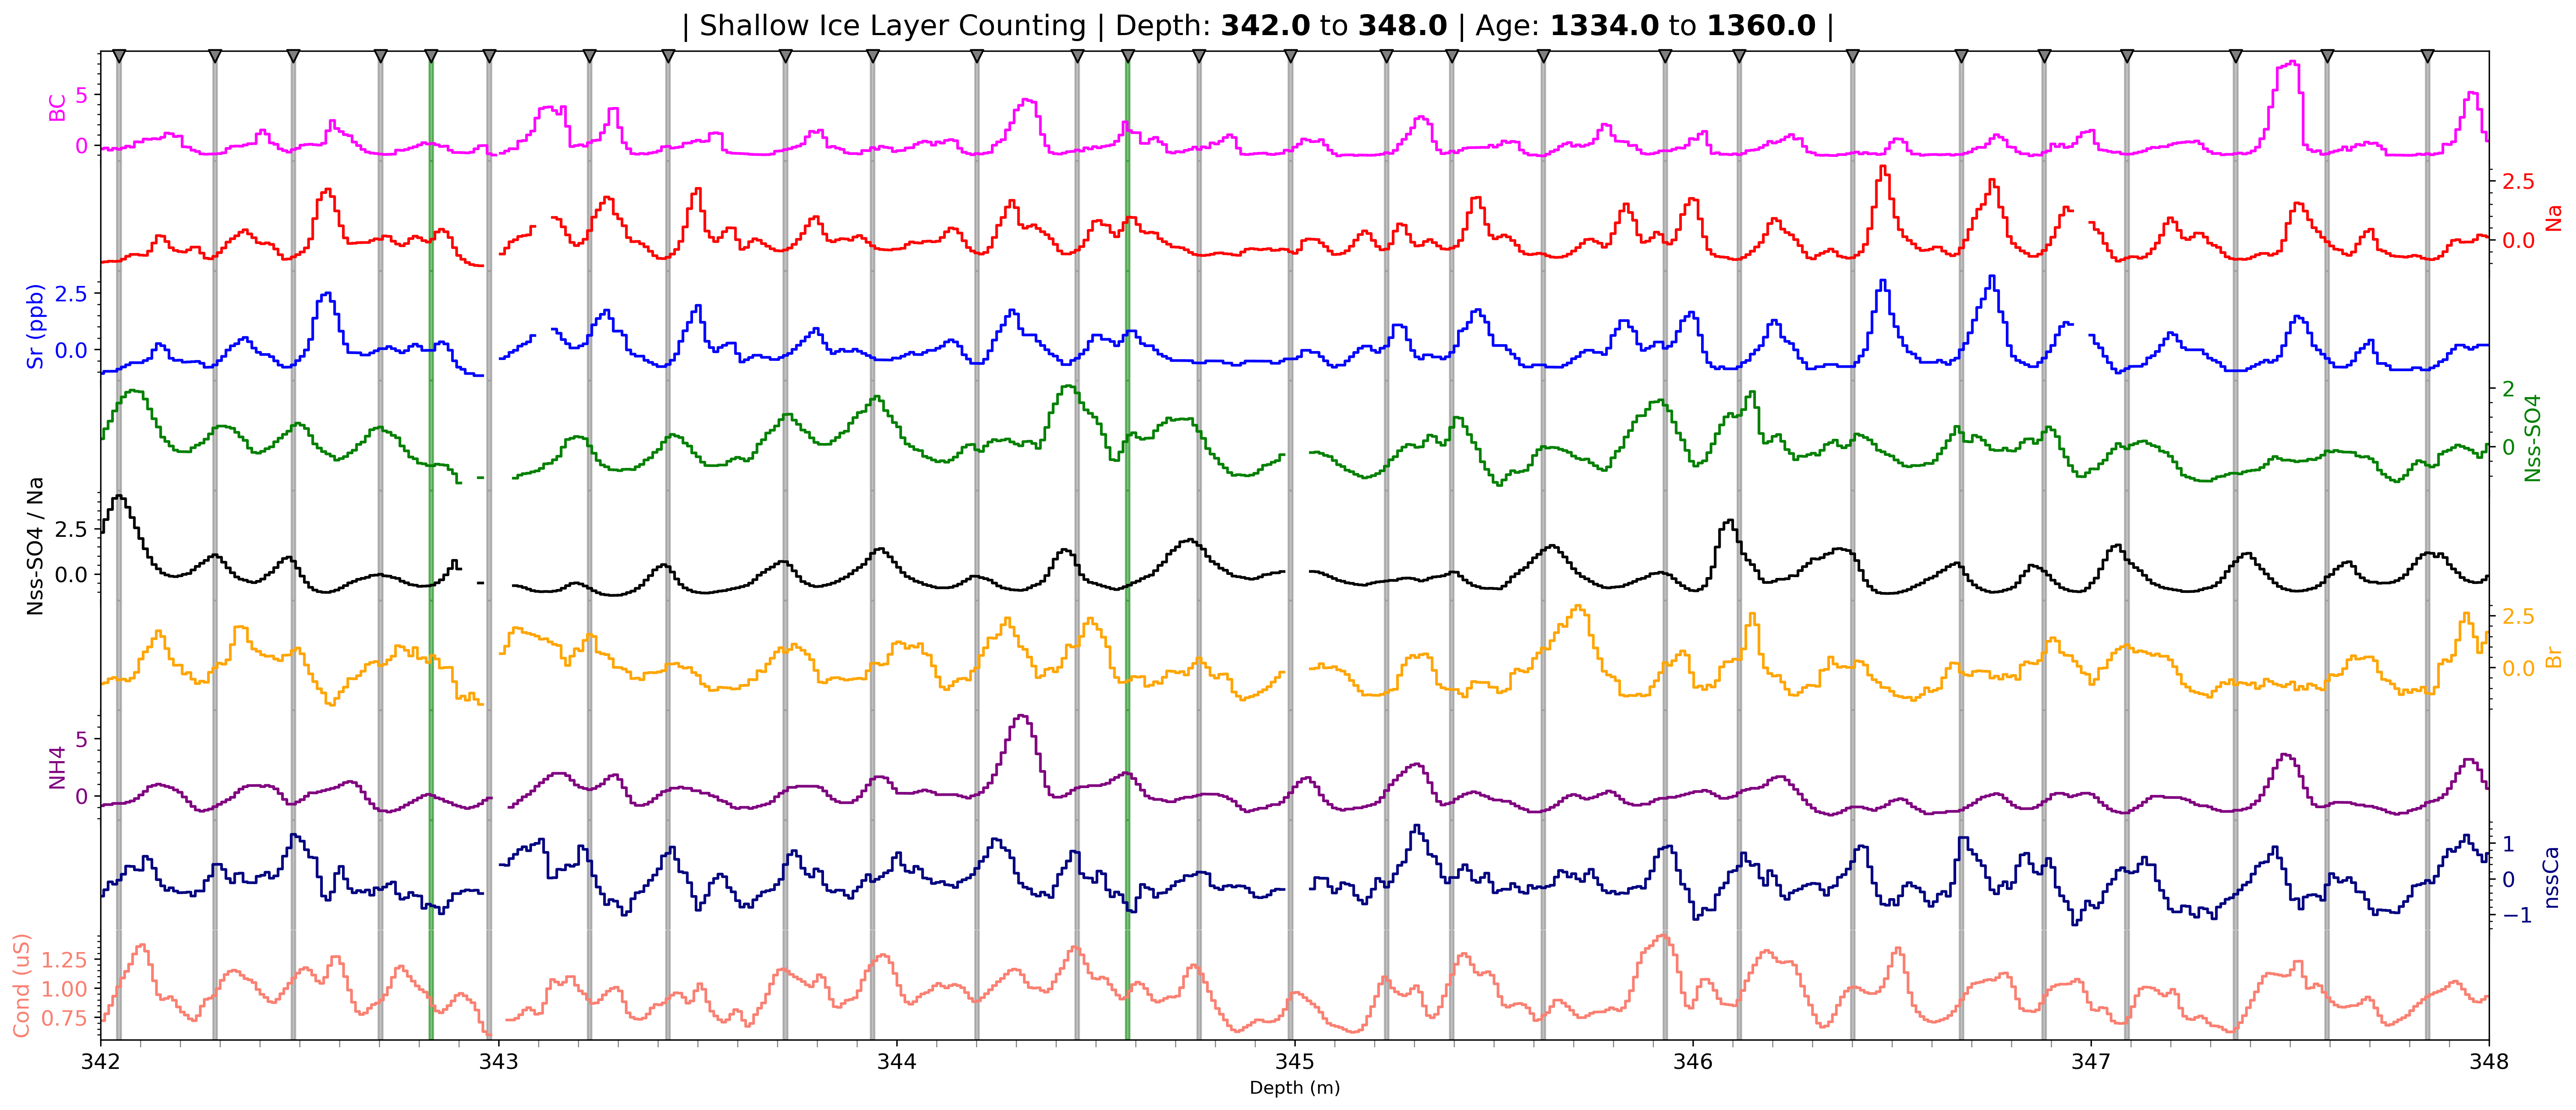 | Shallow Ice Layer Counting | Depth: 342.0 to 348.0 | Age: 1334.0 to 1360.0 |
BC
5
0
2.5
0.0
Na
Sr (ppb)
2.5
0.0
2
0
Nss-SO4
Nss-SO4 / Na
2.5
0.0
2.5
0.0
Br
NH4
5
0
1
0
−1
nssCa
Cond (uS)
1.25
1.00
0.75
342 343 344 345 346 347 348
Depth (m)